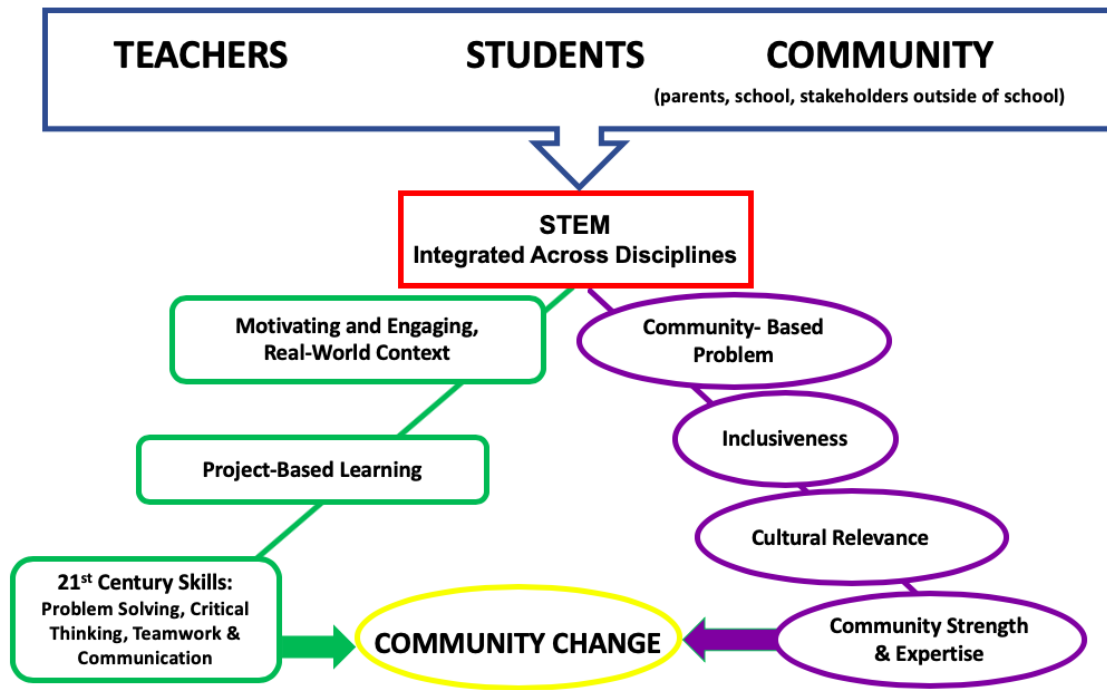 TEACHERS STUDENTS COMMUNITY
(parents, school, stakeholders outside of school)
STEM
Integrated Across Disciplines
Motivating and Engaging,
Real-World Context
Community- Based
Problem
Inclusiveness
Project-Based Learning
Cultural Relevance
21st Century Skills:
Problem Solving, Critical
Thinking, Teamwork &
Communication
COMMUNITY CHANGE
Community Strength
& Expertise